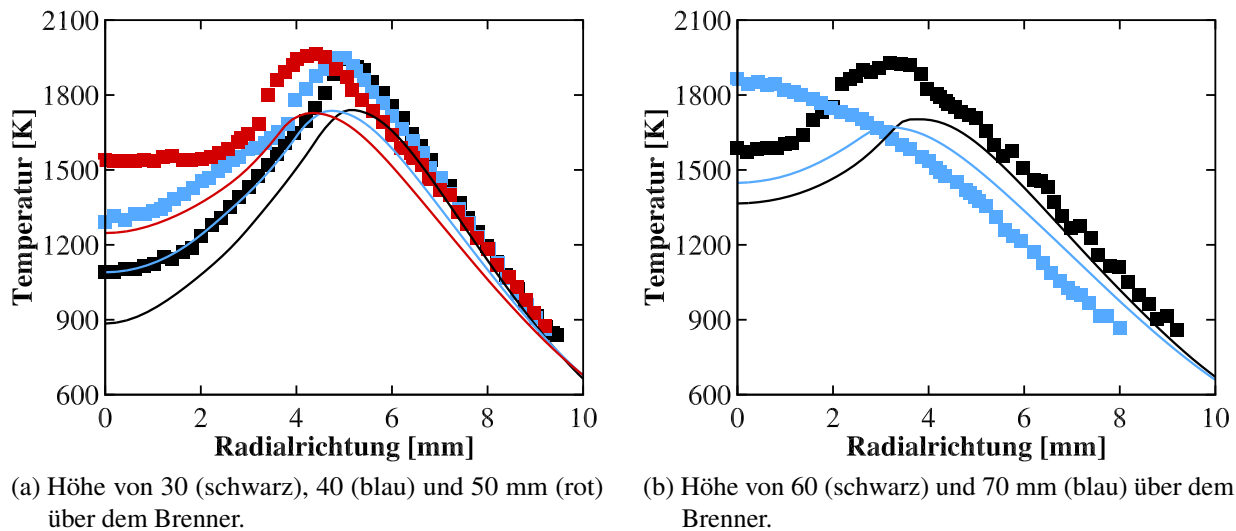 2100
1800
1500
1200
900
600
Temperatur [K]
0 2 4 6 8 10
Radialrichtung [mm]
(a) Höhe von 30 (schwarz), 40 (blau) und 50 mm (rot)
über dem Brenner.
2100
1800
1500
1200
900
600
Temperatur [K]
0 2 4 6 8 10
Radialrichtung [mm]
(b) Höhe von 60 (schwarz) und 70 mm (blau) über dem
Brenner.